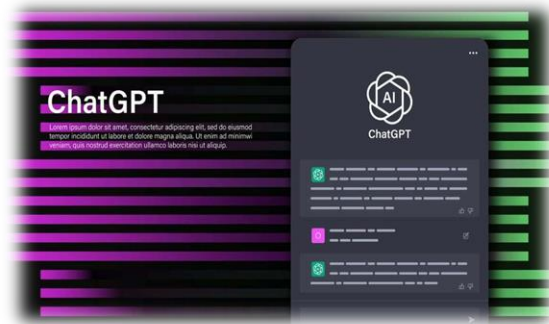 ChatGPT
Lorem ipsum dolor sit amet, consectetur adipiscing elit, sed do eiusmod
tempor incididunt ut labore et dolore magna aliqua. Ut enim ad minimwi
veniam, quis nostrud exercitation ullamco laboris nisi ut aliquip.
AI
ChatGPT